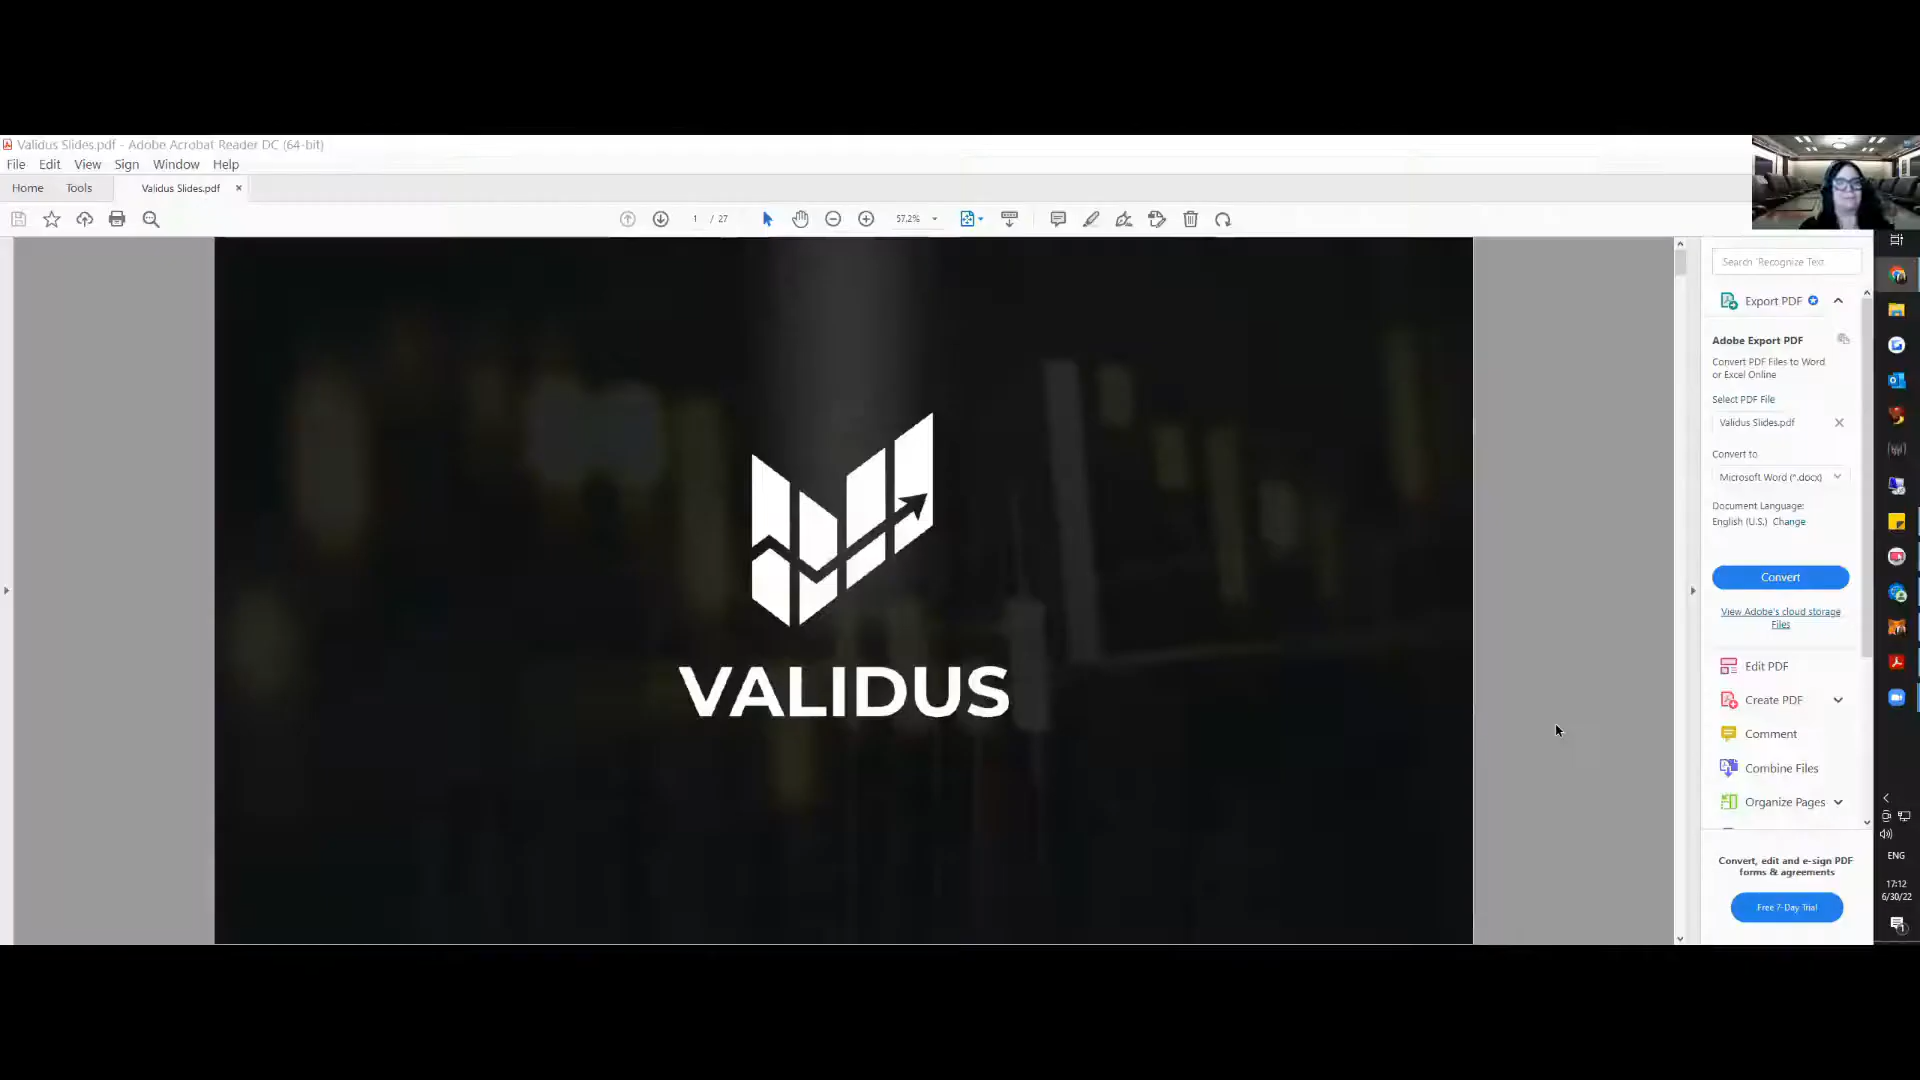 Validus Slides.pdf - Adobe Acrobat Reader DC (64-bit)
File Edit View Sign Window Help
Home Tools Validus Slides.pdf
1 / 27 57.2%
VALIDUS
Search 'Recognize Text
Export PDF
Adobe Export PDF
Convert PDF Files to Word
or Excel Online
Select PDF File
Validus Slides.pdf
Convert to
Microsoft Word (*.docx)
Document Language:
English (U.S.) Change
Convert
View Adobe's cloud storage
Files
Edit PDF
Create PDF
Comment
Combine Files
Organize Pages
Convert, edit and e-sign PDF
forms & agreements
Free 7-Day Trial
ENG
17:12
6/30/22
1